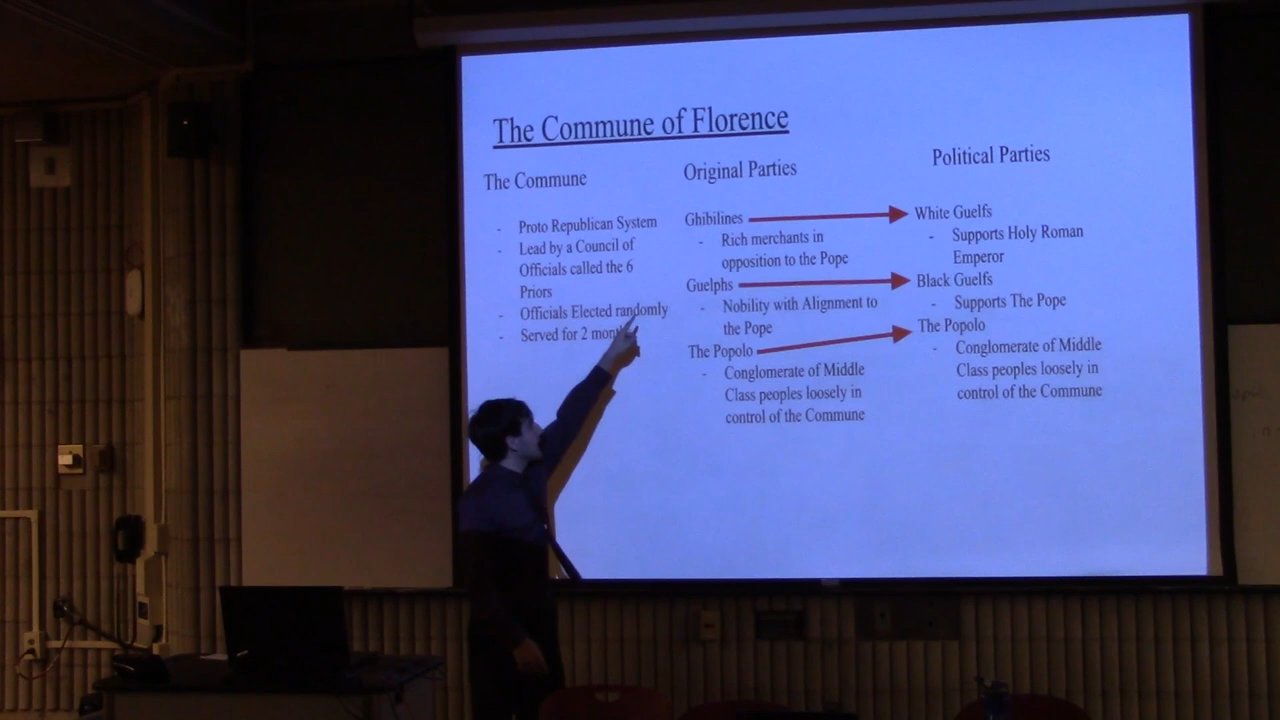 The Commune of Florence
The Commune
- Proto Republican System
- Lead by a Council of
Officials called the 6
Priors
- Officials Elected randomly
- Served for 2
Original Parties
Ghibilines
- Rich merchants in
opposition to the Pope
Guelphs
- Nobility with Alignment to
the Pope
The Popolo
- Conglomerate of Middle
Class peoples loosely in
control of the Commune
Political Parties
White Guelfs
- Supports Holy Roman
Emperor
Black Guelfs
- Supports The Pope
The Popolo
- Conglomerate of Middle
Class peoples loosely in
control of the Commune